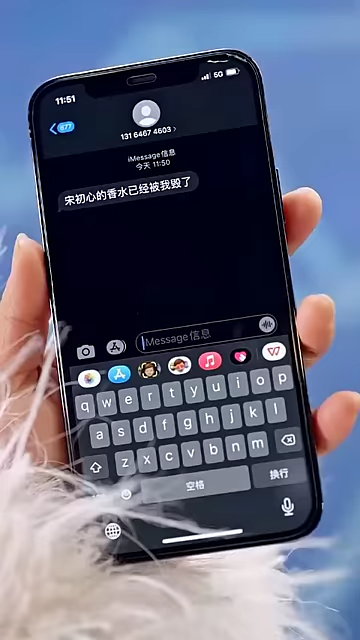 11:51
5G
877
131 6467 4603 >
iMessage信息
今天 11:50
宋初心的香水已经被我毁了
iMessage信息
q w e r t y u i o p
a s d f g h j k l
z x c v b n m
空格
换行